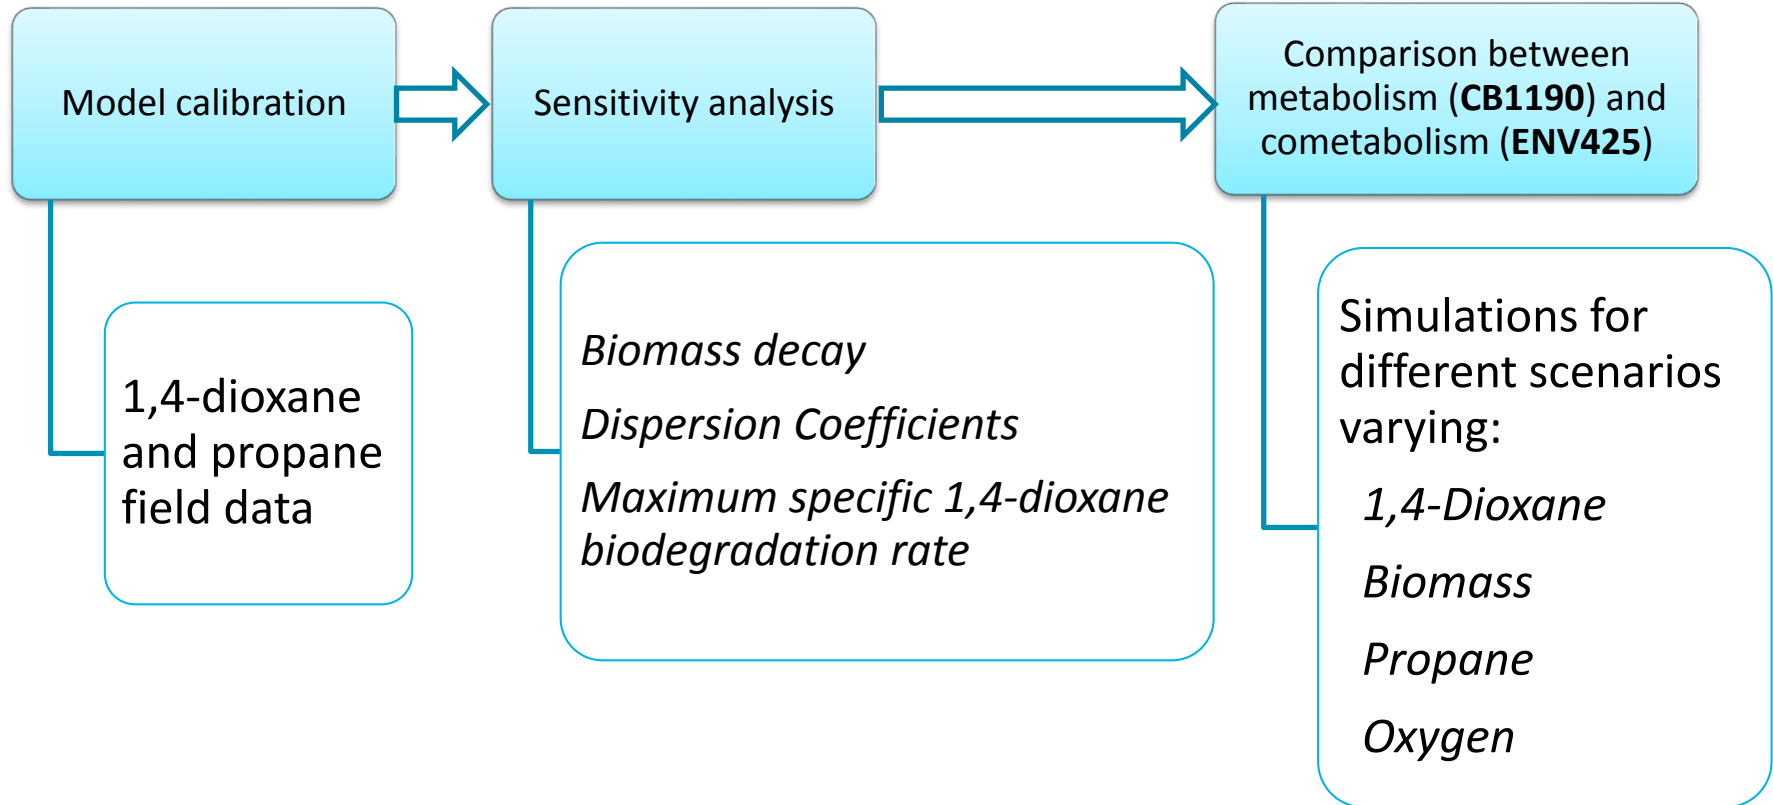 Model calibration
Sensitivity analysis
Comparison between
metabolism (CB1190) and
cometabolism (ENV425)
1,4-dioxane
and propane
field data
Biomass decay
Dispersion Coefficients
Maximum specific 1,4-dioxane
biodegradation rate
Simulations for
different scenarios
varying:
1,4-Dioxane
Biomass
Propane
Oxygen